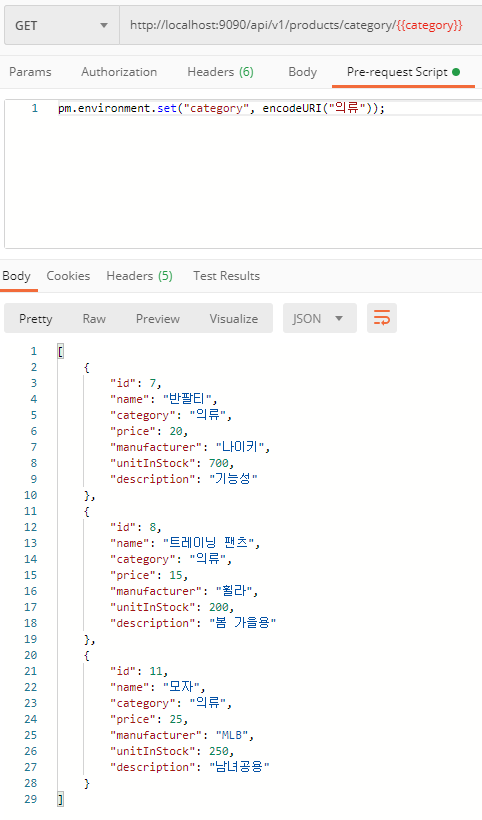 GET http://localhost:9090/api/v1/products/category/{{category}}
Params Authorization Headers (6) Body Pre-request Script
1 pm.environment.set("category", encodeURI("의류"));
Body Cookies Headers (5) Test Results
Pretty Raw Preview Visualize JSON
1 [
2 {
3 "id": 7,
4 "name": "반팔티",
5 "category": "의류",
6 "price": 20,
7 "manufacturer": "나이키",
8 "unitInStock": 700,
9 "description": "기능성"
10 },
11 {
12 "id": 8,
13 "name": "트레이닝 팬츠",
14 "category": "의류",
15 "price": 15,
16 "manufacturer": "휠라",
17 "unitInStock": 200,
18 "description": "봄 가을용"
19 },
20 {
21 "id": 11,
22 "name": "모자",
23 "category": "의류",
24 "price": 25,
25 "manufacturer": "MLB",
26 "unitInStock": 250,
27 "description": "남녀공용"
28 }
29 ]